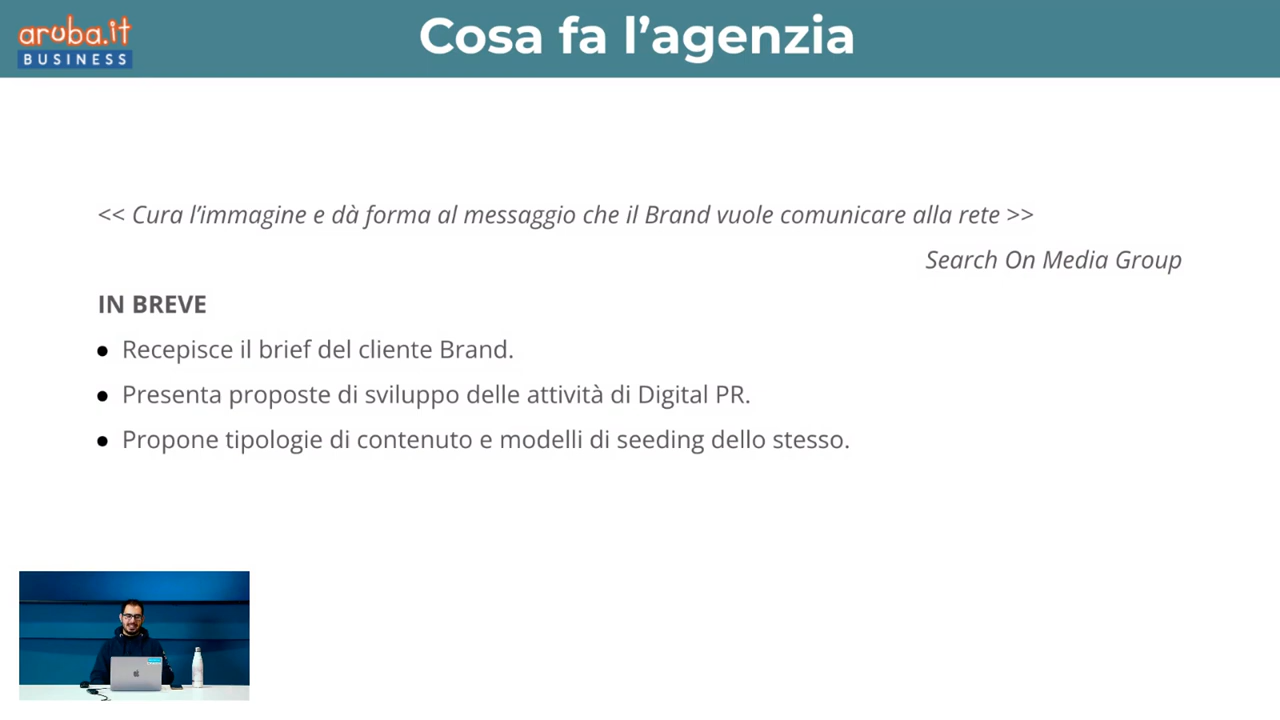 aruba.it
BUSINESS
Cosa fa l’agenzia
<< Cura l’immagine e dà forma al messaggio che il Brand vuole comunicare alla rete >>
Search On Media Group
IN BREVE
● Recepisce il brief del cliente Brand.
● Presenta proposte di sviluppo delle attività di Digital PR.
● Propone tipologie di contenuto e modelli di seeding dello stesso.